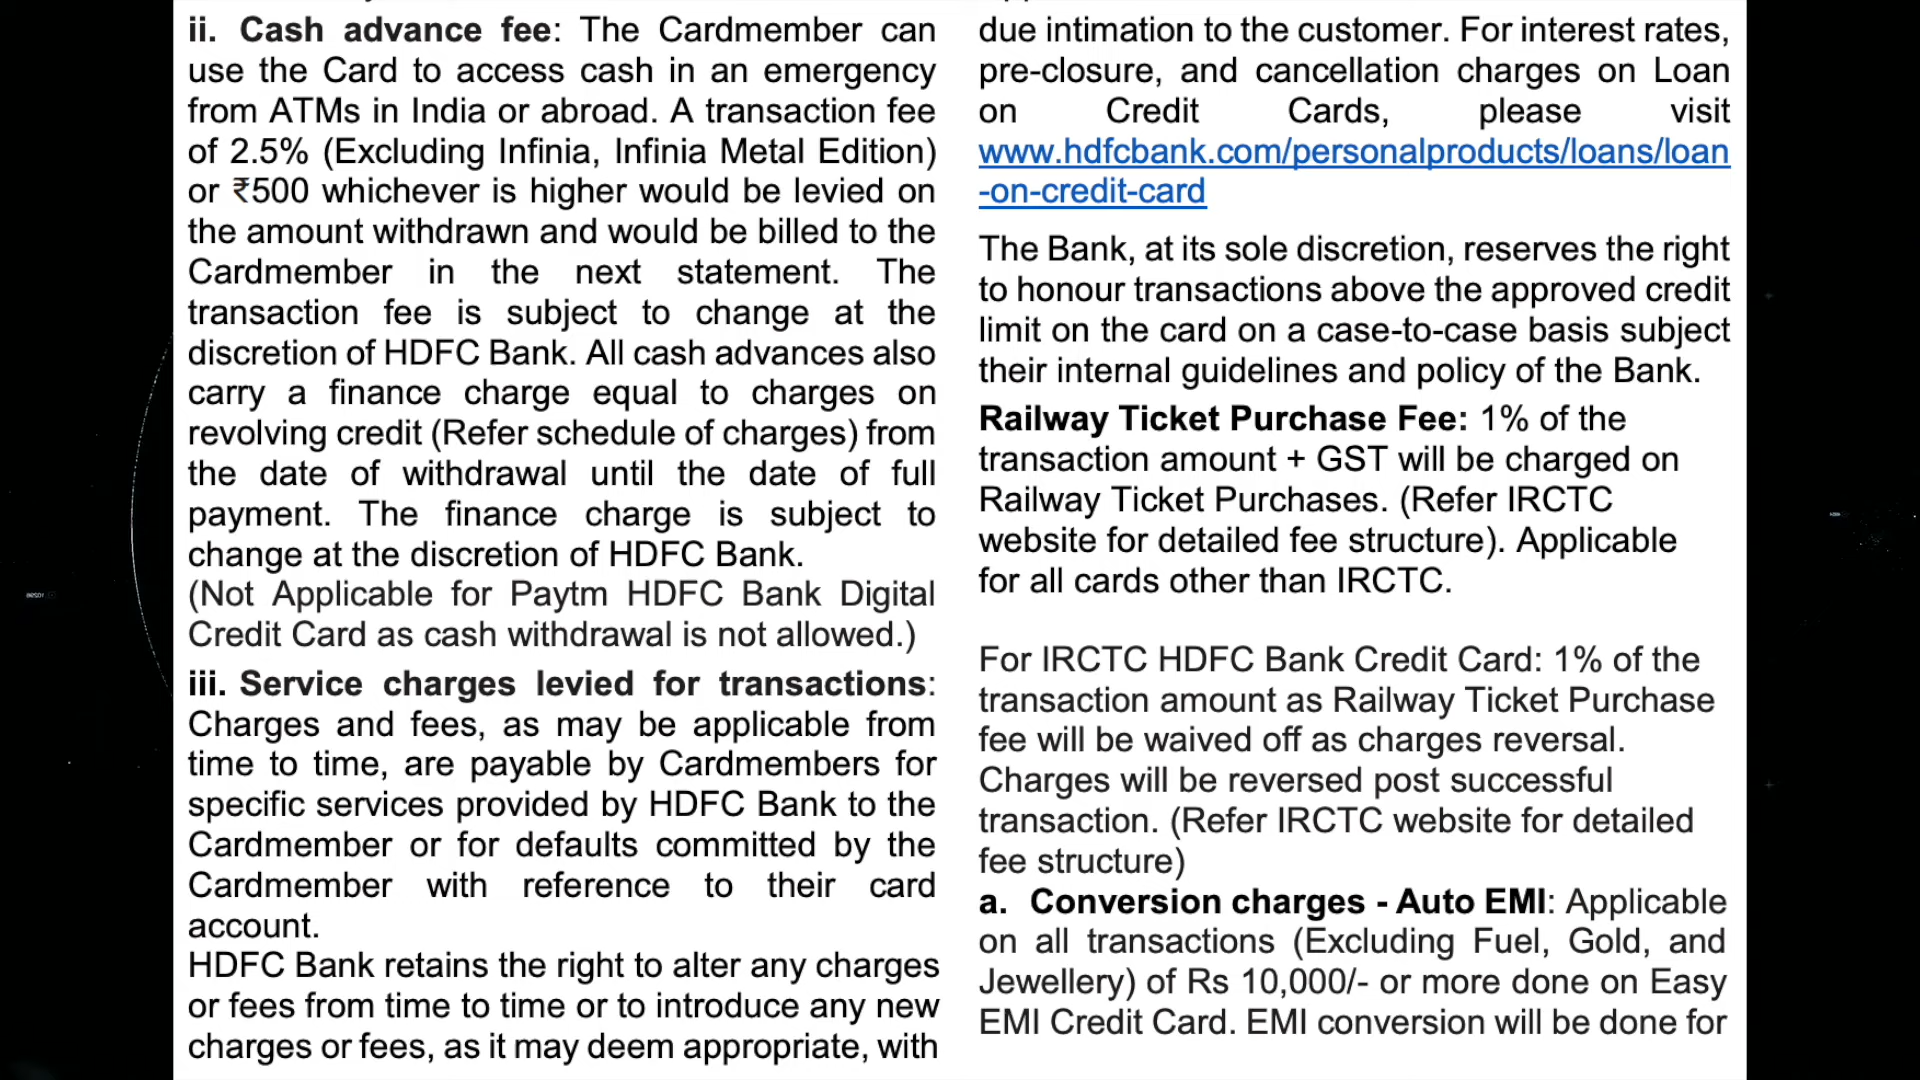 ii. Cash advance fee: The Cardmember can
use the Card to access cash in an emergency
from ATMs in India or abroad. A transaction fee
of 2.5% (Excluding Infinia, Infinia Metal Edition)
or ₹500 whichever is higher would be levied on
the amount withdrawn and would be billed to the
Cardmember in the next statement. The
transaction fee is subject to change at the
discretion of HDFC Bank. All cash advances also
carry a finance charge equal to charges on
revolving credit (Refer schedule of charges) from
the date of withdrawal until the date of full
payment. The finance charge is subject to
change at the discretion of HDFC Bank.
(Not Applicable for Paytm HDFC Bank Digital
Credit Card as cash withdrawal is not allowed.)
iii. Service charges levied for transactions:
Charges and fees, as may be applicable from
time to time, are payable by Cardmembers for
specific services provided by HDFC Bank to the
Cardmember or for defaults committed by the
Cardmember with reference to their card
account.
HDFC Bank retains the right to alter any charges
or fees from time to time or to introduce any new
charges or fees, as it may deem appropriate, with
due intimation to the customer. For interest rates,
pre-closure, and cancellation charges on Loan
on Credit Cards, please visit
www.hdfcbank.com/personalproducts/loans/loan
-on-credit-card
The Bank, at its sole discretion, reserves the right
to honour transactions above the approved credit
limit on the card on a case-to-case basis subject
their internal guidelines and policy of the Bank.
Railway Ticket Purchase Fee: 1% of the
transaction amount + GST will be charged on
Railway Ticket Purchases. (Refer IRCTC
website for detailed fee structure). Applicable
for all cards other than IRCTC.
For IRCTC HDFC Bank Credit Card: 1% of the
transaction amount as Railway Ticket Purchase
fee will be waived off as charges reversal.
Charges will be reversed post successful
transaction. (Refer IRCTC website for detailed
fee structure)
a. Conversion charges - Auto EMI: Applicable
on all transactions (Excluding Fuel, Gold, and
Jewellery) of Rs 10,000/- or more done on Easy
EMI Credit Card. EMI conversion will be done for